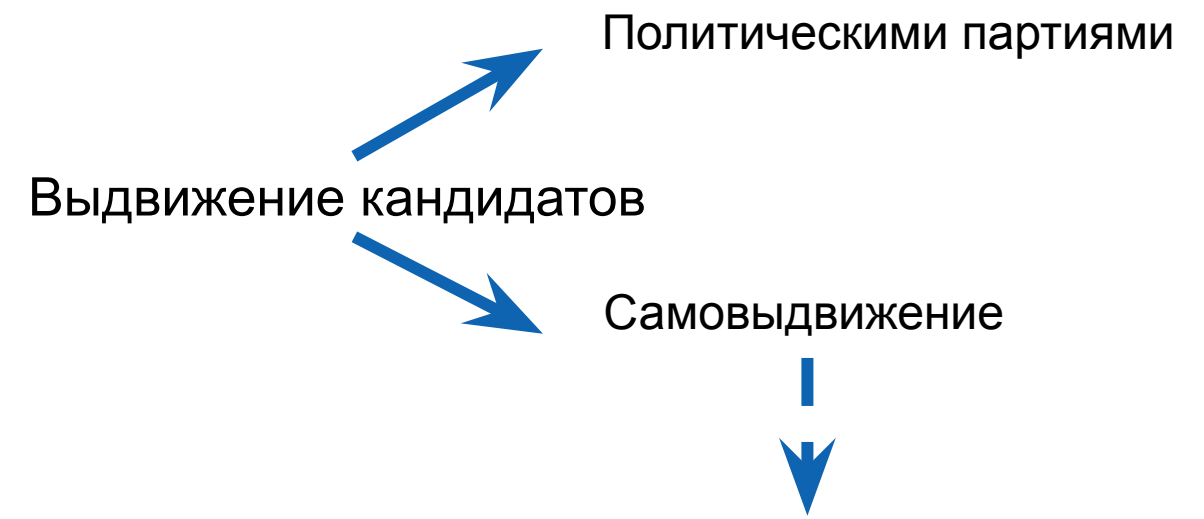 Политическими партиями
Выдвижение кандидатов
Самовыдвижение